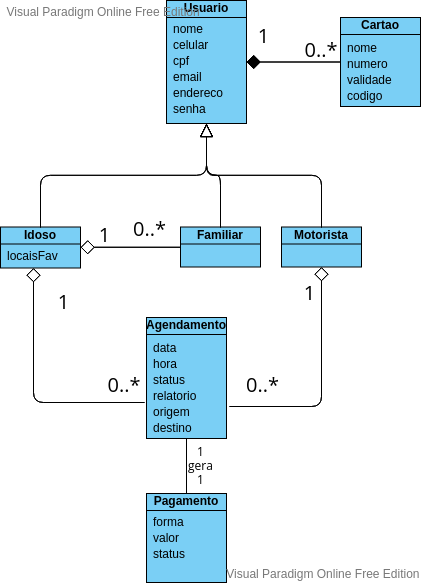 Visual Paradigm Online Free Edition
Usuario
nome
celular
cpf
email
endereco
senha
1
0..*
Cartao
nome
numero
validade
codigo
Idoso
locaisFav
1
0..*
Familiar
Motorista
1
1
0..*
0..*
Agendamento
data
hora
status
relatorio
origem
destino
1
gera
1
Pagamento
forma
valor
status
Visual Paradigm Online Free Edition